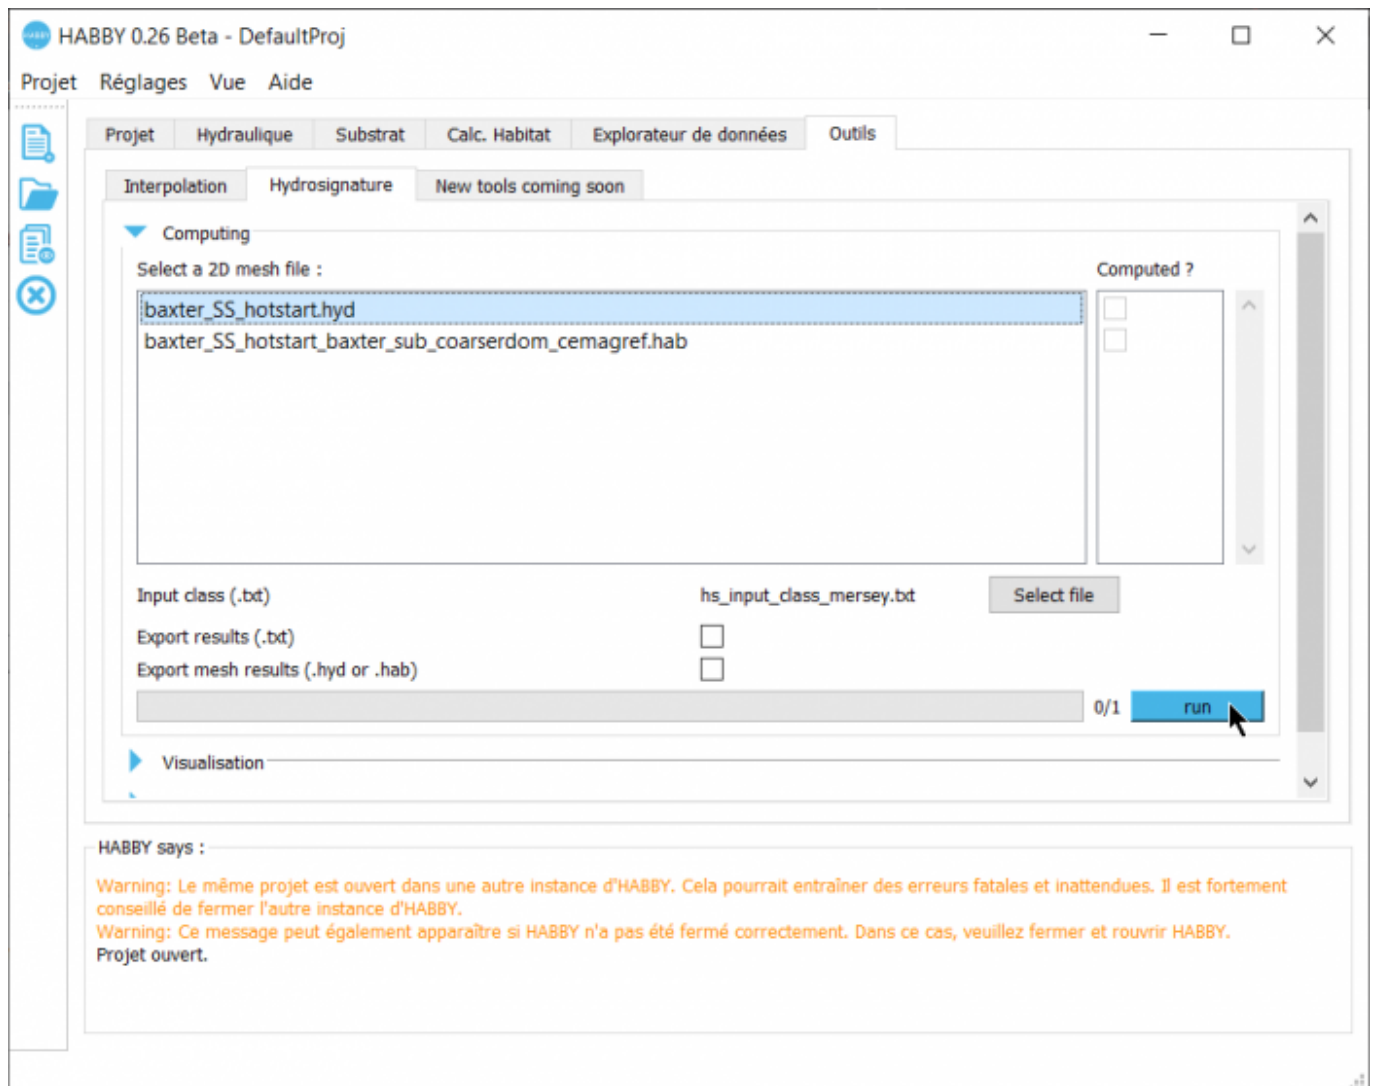 HABBY 0.26 Beta - DefaultProj
Projet Réglages Vue Aide
Projet Hydraulique Substrat Calc. Habitat Explorateur de données Outils
Interpolation Hydrosignature New tools coming soon
Computing
Select a 2D mesh file : Computed ?
baxter_SS_hotstart.hyd
baxter_SS_hotstart_baxter_sub_coarserdom_cemagref.hab
Input class (.txt) hs_input_class_mersey.txt Select file
Export results (.txt)
Export mesh results (.hyd or .hab)
0/1 run
Visualisation
HABBY says :
Warning: Le même projet est ouvert dans une autre instance d'HABBY. Cela pourrait entraîner des erreurs fatales et inattendues. Il est fortement
conseillé de fermer l'autre instance d'HABBY.
Warning: Ce message peut également apparaître si HABBY n'a pas été fermé correctement. Dans ce cas, veuillez fermer et rouvrir HABBY.
Projet ouvert.